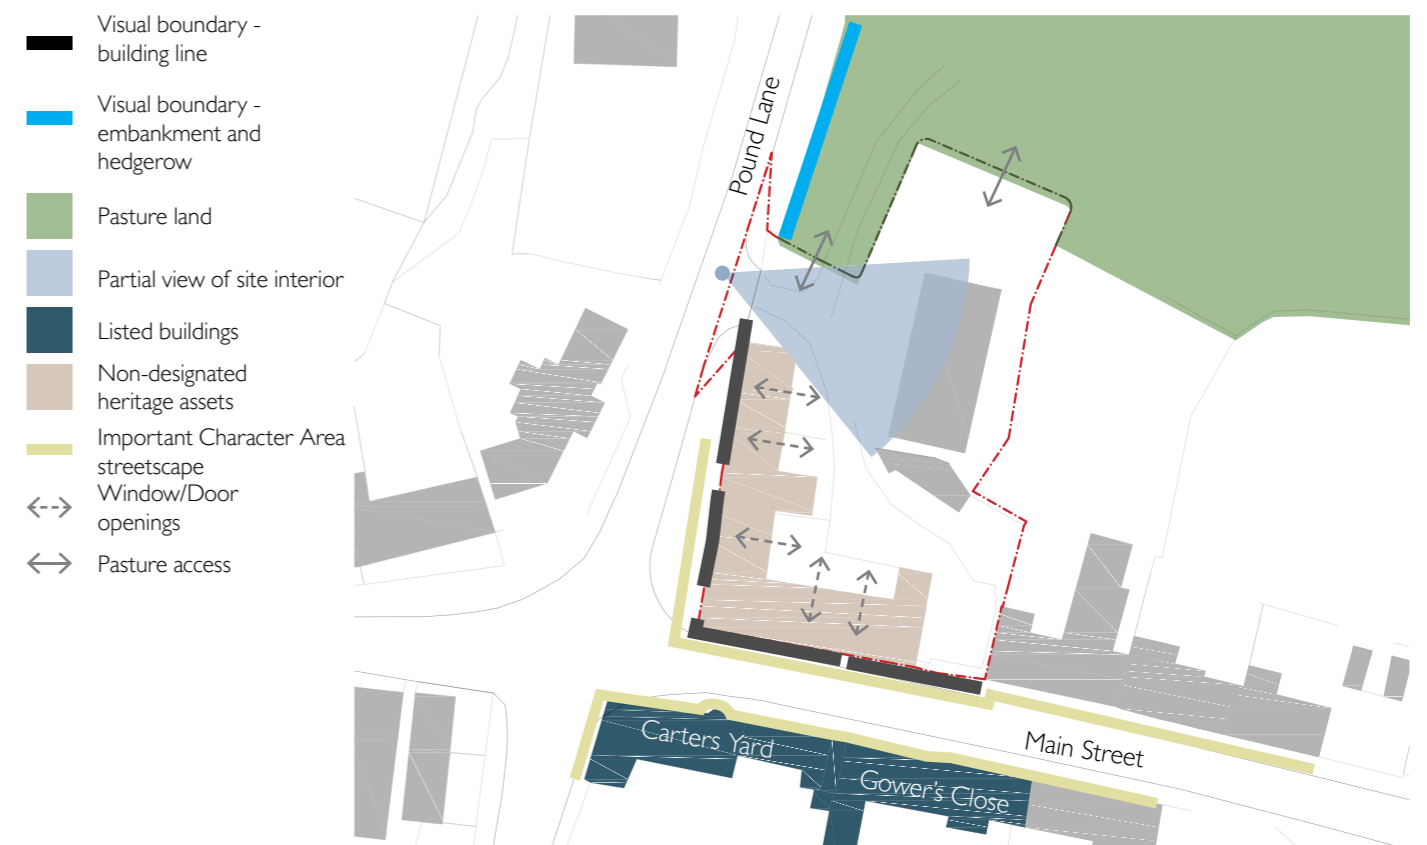 Visual boundary -
building line
Visual boundary -
embankment and
hedgerow
Pasture land
Partial view of site interior
Listed buildings
Non-designated
heritage assets
Important Character Area
streetscape
Window/Door
openings
Pasture access
Pound Lane
Main Street
Carters Yard
Gower's Close